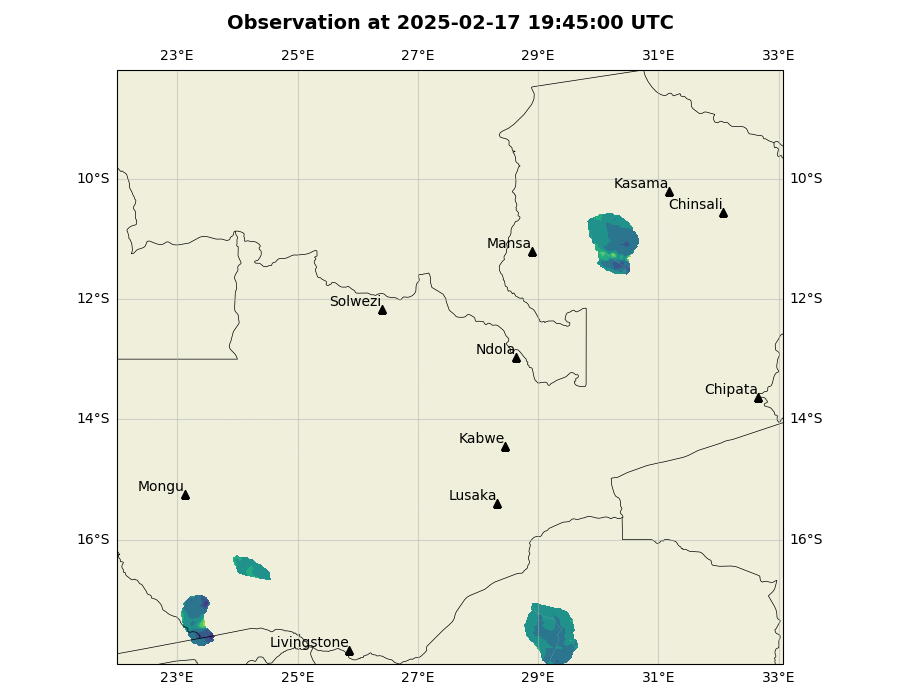 Observation at 2025-02-17 19:45:00 UTC
23°E 25°E 27°E 29°E 31°E 33°E
10°S 10°S
Kasama
Chinsali
Mansa
12°S 12°S
Solwezi
Ndola
Chipata
14°S 14°S
Kabwe
Mongu
Lusaka
16°S 16°S
Livingstone
23°E 25°E 27°E 29°E 31°E 33°E